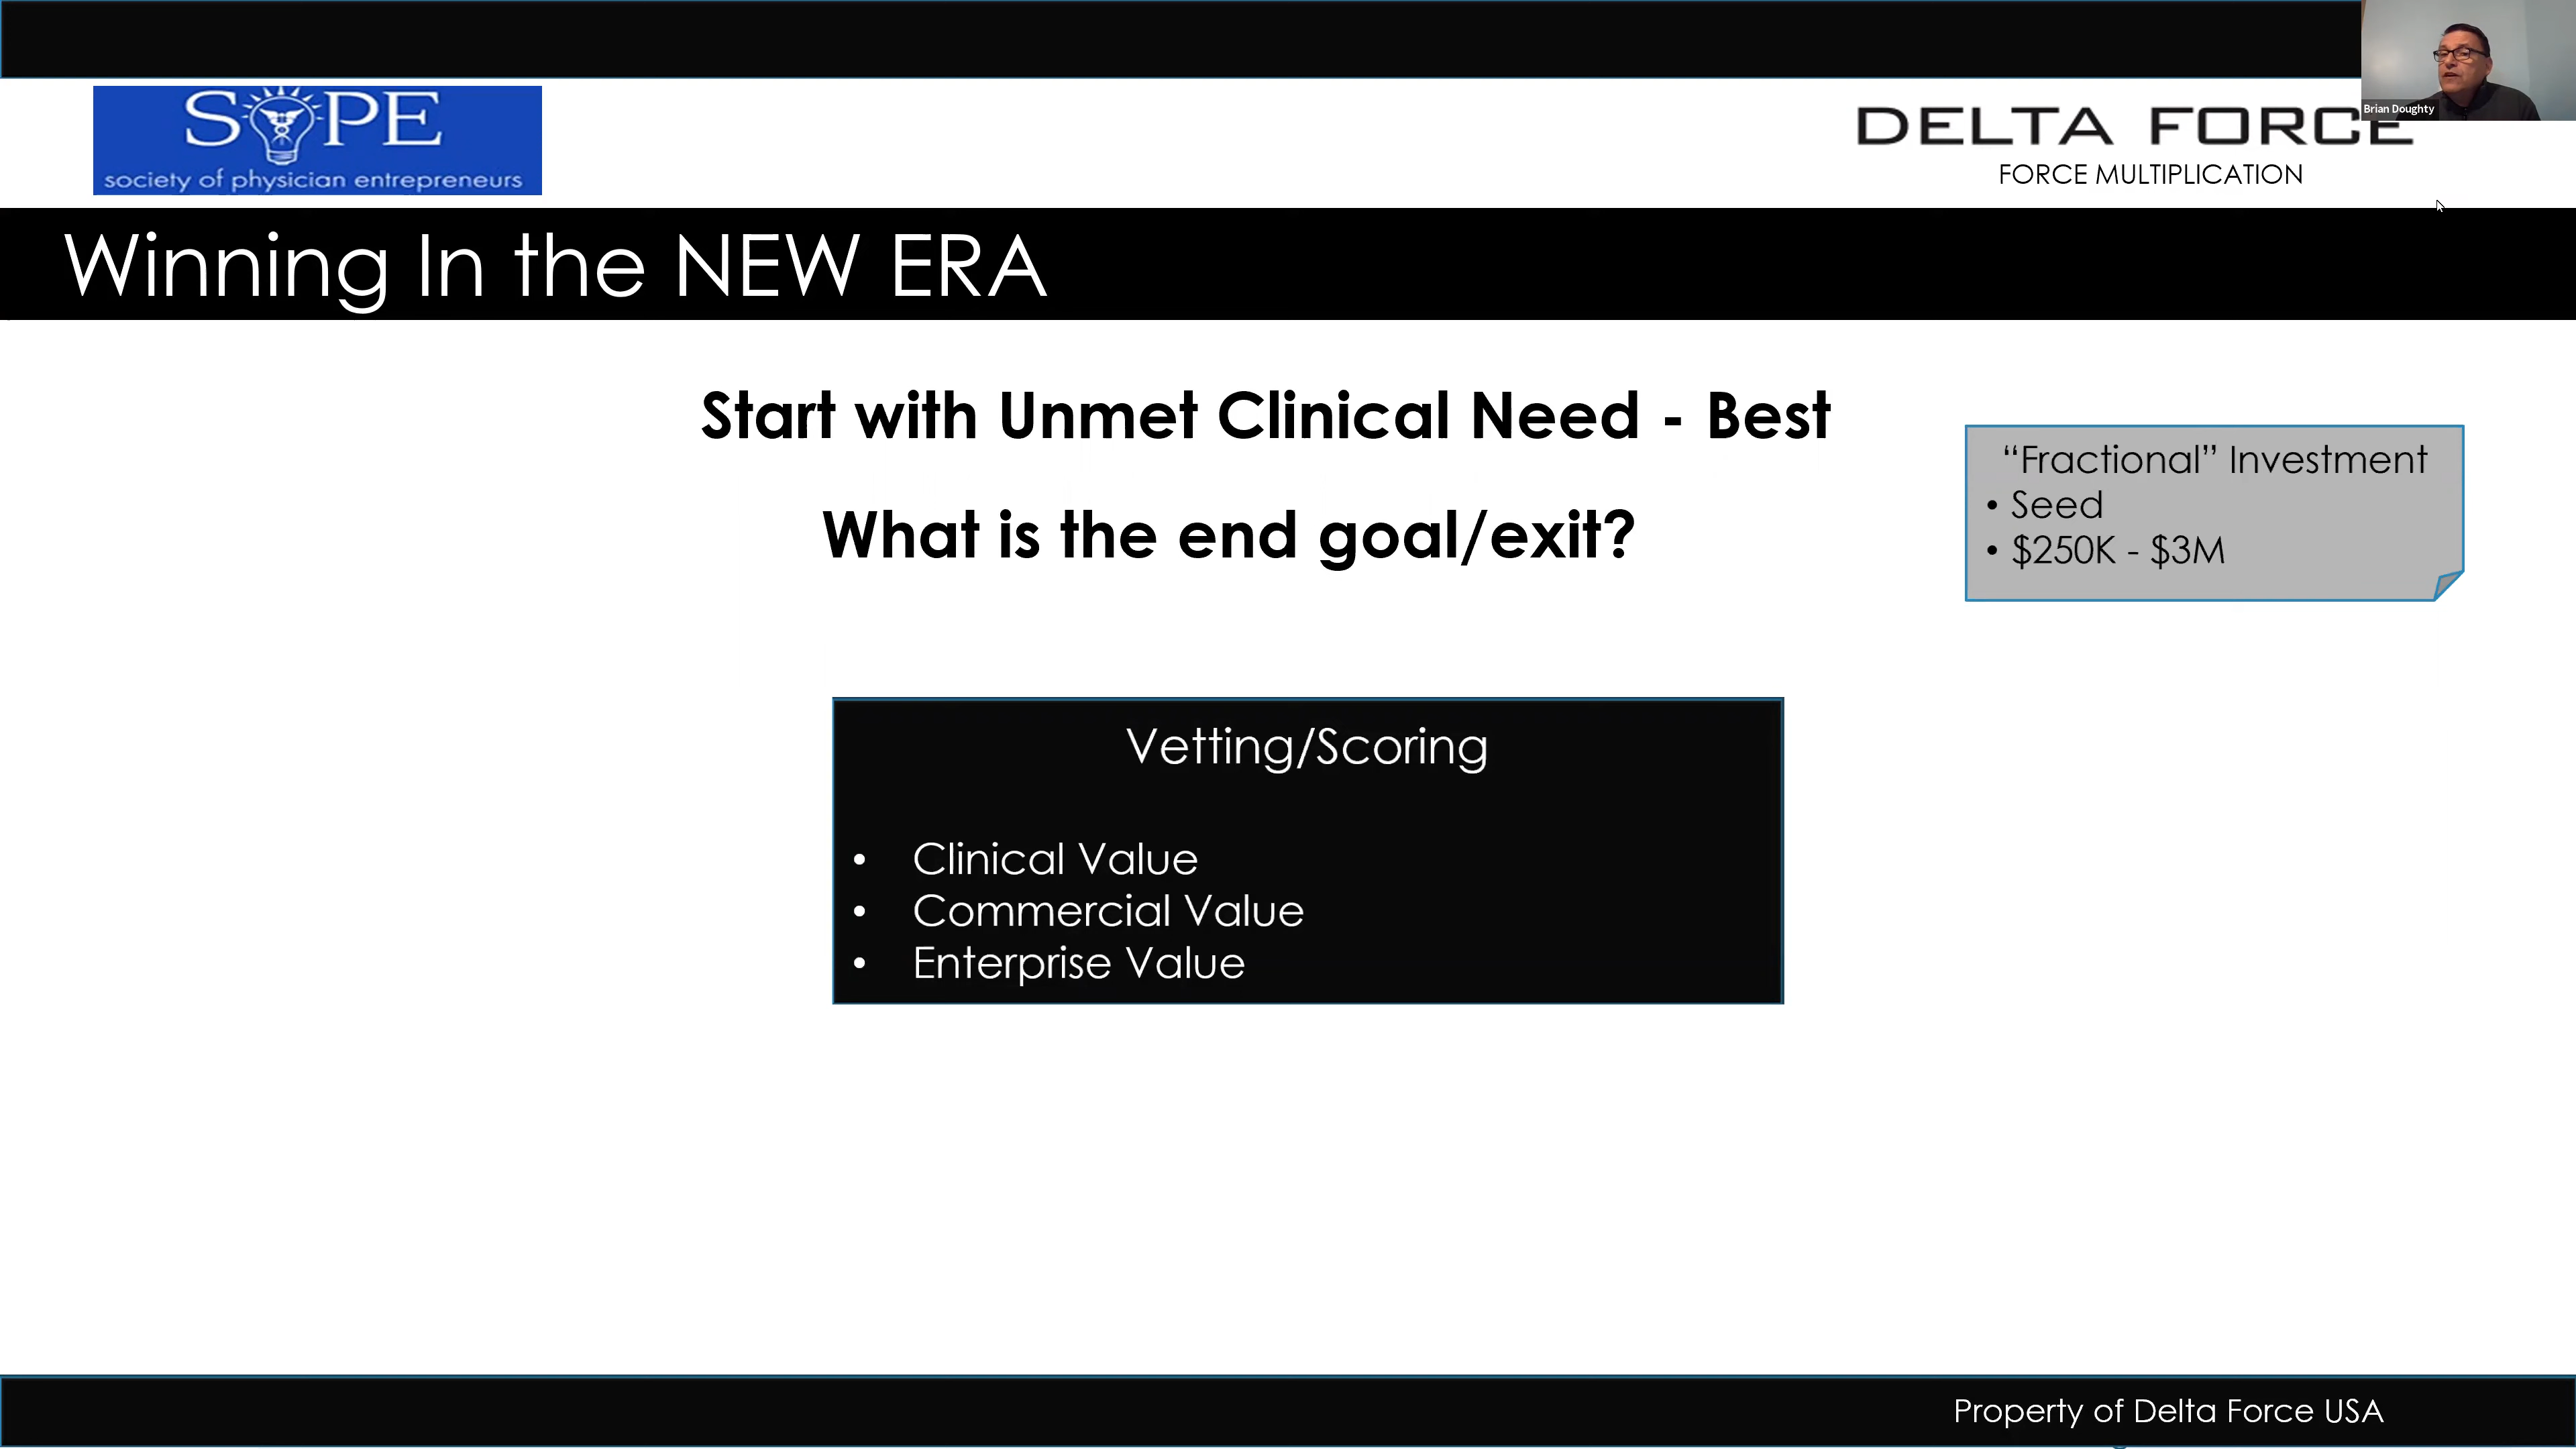 SoPE
society of physician entrepreneurs
Brian Doughty
DELTA FORCE
FORCE MULTIPLICATION
Winning In the NEW ERA
Start with Unmet Clinical Need - Best
What is the end goal/exit?
“Fractional” Investment
• Seed
• $250K - $3M
Vetting/Scoring
• Clinical Value
• Commercial Value
• Enterprise Value
Property of Delta Force USA